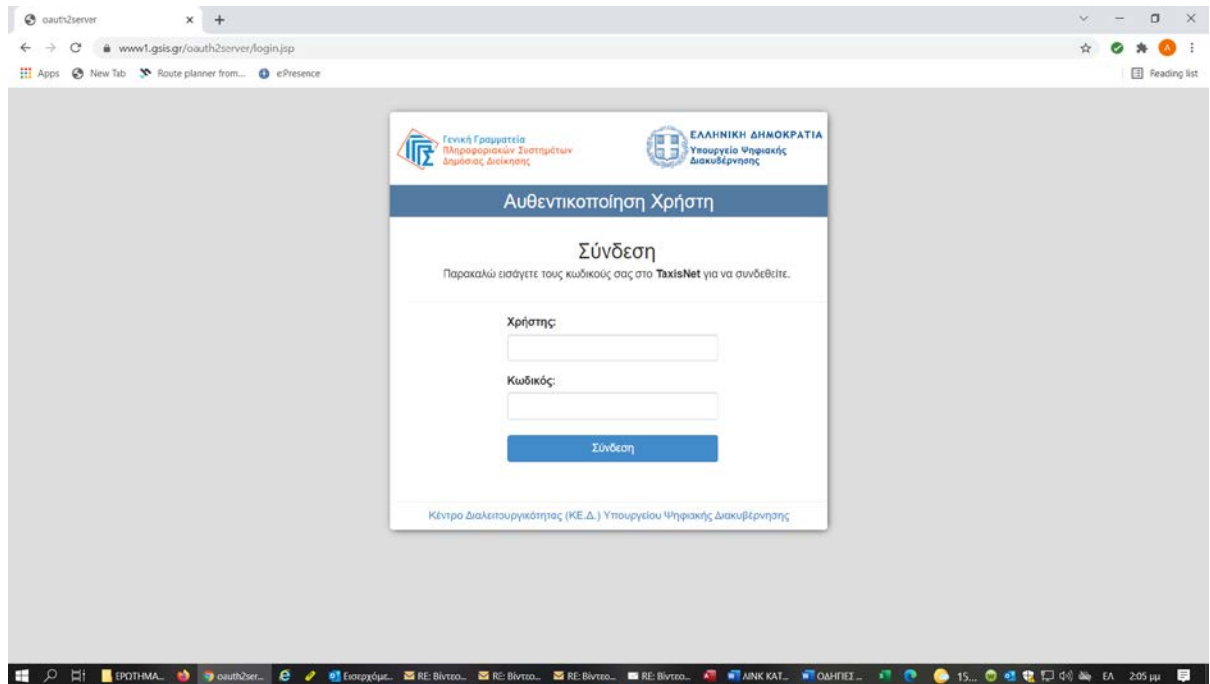 oauth2server
www1.gsis.gr/oauth2server/login.jsp
A
Apps
New Tab
Route planner from...
e:Presence
Reading list
Γενική Γραμματεία
Πληροφοριακών Συστημάτων
Δημόσιας Διοίκησης
ΕΛΛΗΝΙΚΗ ΔΗΜΟΚΡΑΤΙΑ
Υπουργείο Ψηφιακής
Διακυβέρνησης
Αυθεντικοποίηση Χρήστη
Σύνδεση
Παρακαλώ εισάγετε τους κωδικούς σας στο TaxisNet για να συνδεθείτε.
Χρήστης:
Κωδικός:
Σύνδεση
Κέντρο Διαλειτουργικότητας (ΚΕ.Δ.) Υπουργείου Ψηφιακής Διακυβέρνησης
ΕΡΩΤΗΜΑ...
oauth2ser...
Εισερχόμε...
RE: Βίντεο...
RE: Βίντεο...
RE: Βίντεο...
RE: Βίντεο...
ΛΙΝΚ ΚΑΤ...
ΟΔΗΓΙΕΣ ...
15...
ΕΛ
2:05 μμ